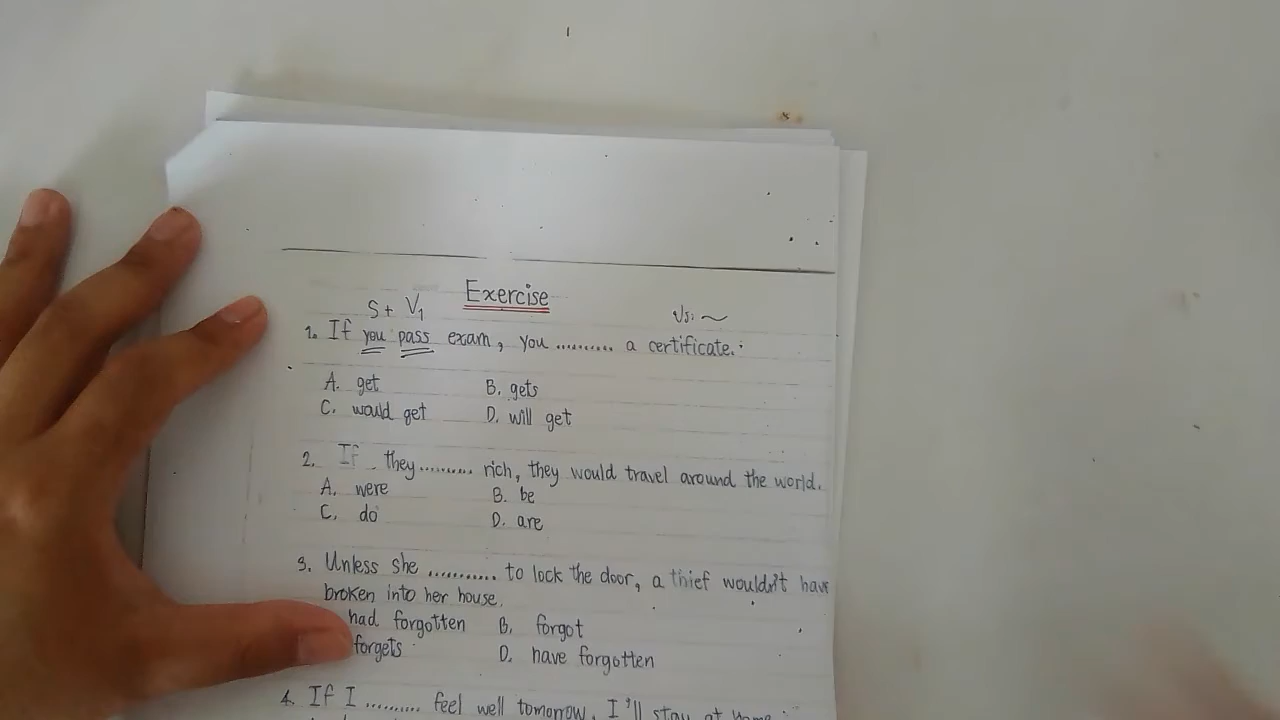 Exercise
S + V1
1. If you pass exam, you .......... a certificate.
A. get B. gets
C. would get D. will get
2. If they .......... rich, they would travel around the world.
A. were B. be
C. do D. are
3. Unless she ........... to lock the door, a thief wouldn't have
broken into her house.
had forgotten B. forgot
forgets D. have forgotten
4. If I .......... feel well tomorrow, I'll stay at home.